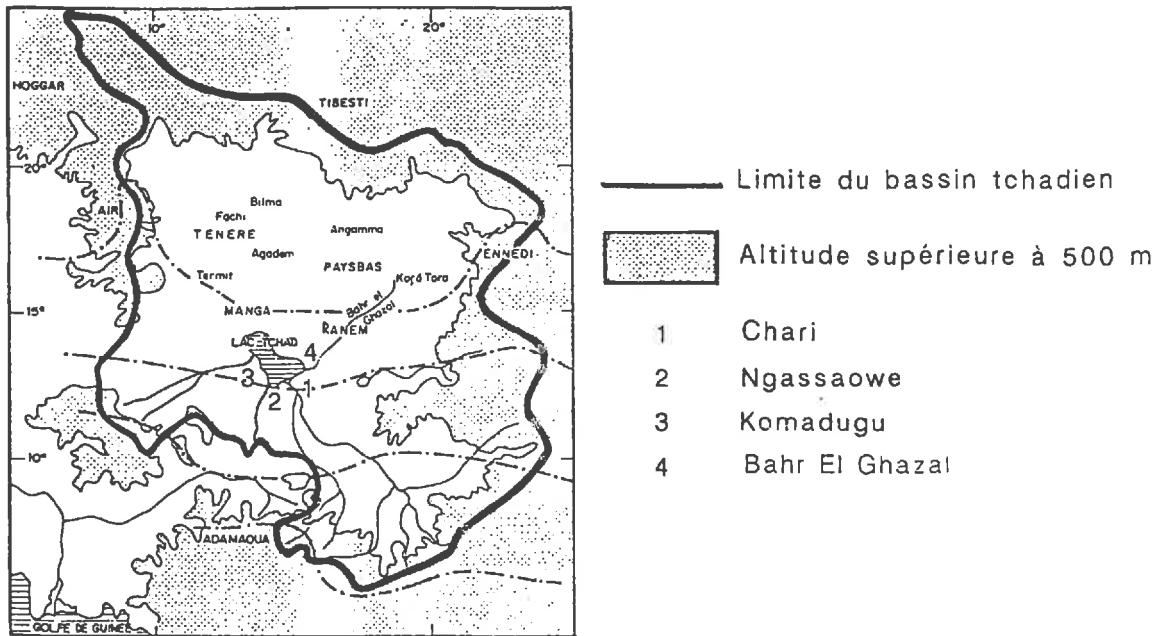 10°
20°
HOGGAR
TIBESTI
20°
AIR
Bilma
Fachi
TENERE
Angamma
Agadem
ENNEDI
PAYSBAS
Termit
Koro Toro
Bahr el
Ghazal
MANGA
15°
KANEM
LAC TCHAD
4
3
2
1
10°
ADAMAOUA
GOLFE DE GUINEE
Limite du bassin tchadien
Altitude supérieure à 500 m
1 Chari
2 Ngassaowe
3 Komadugu
4 Bahr El Ghazal